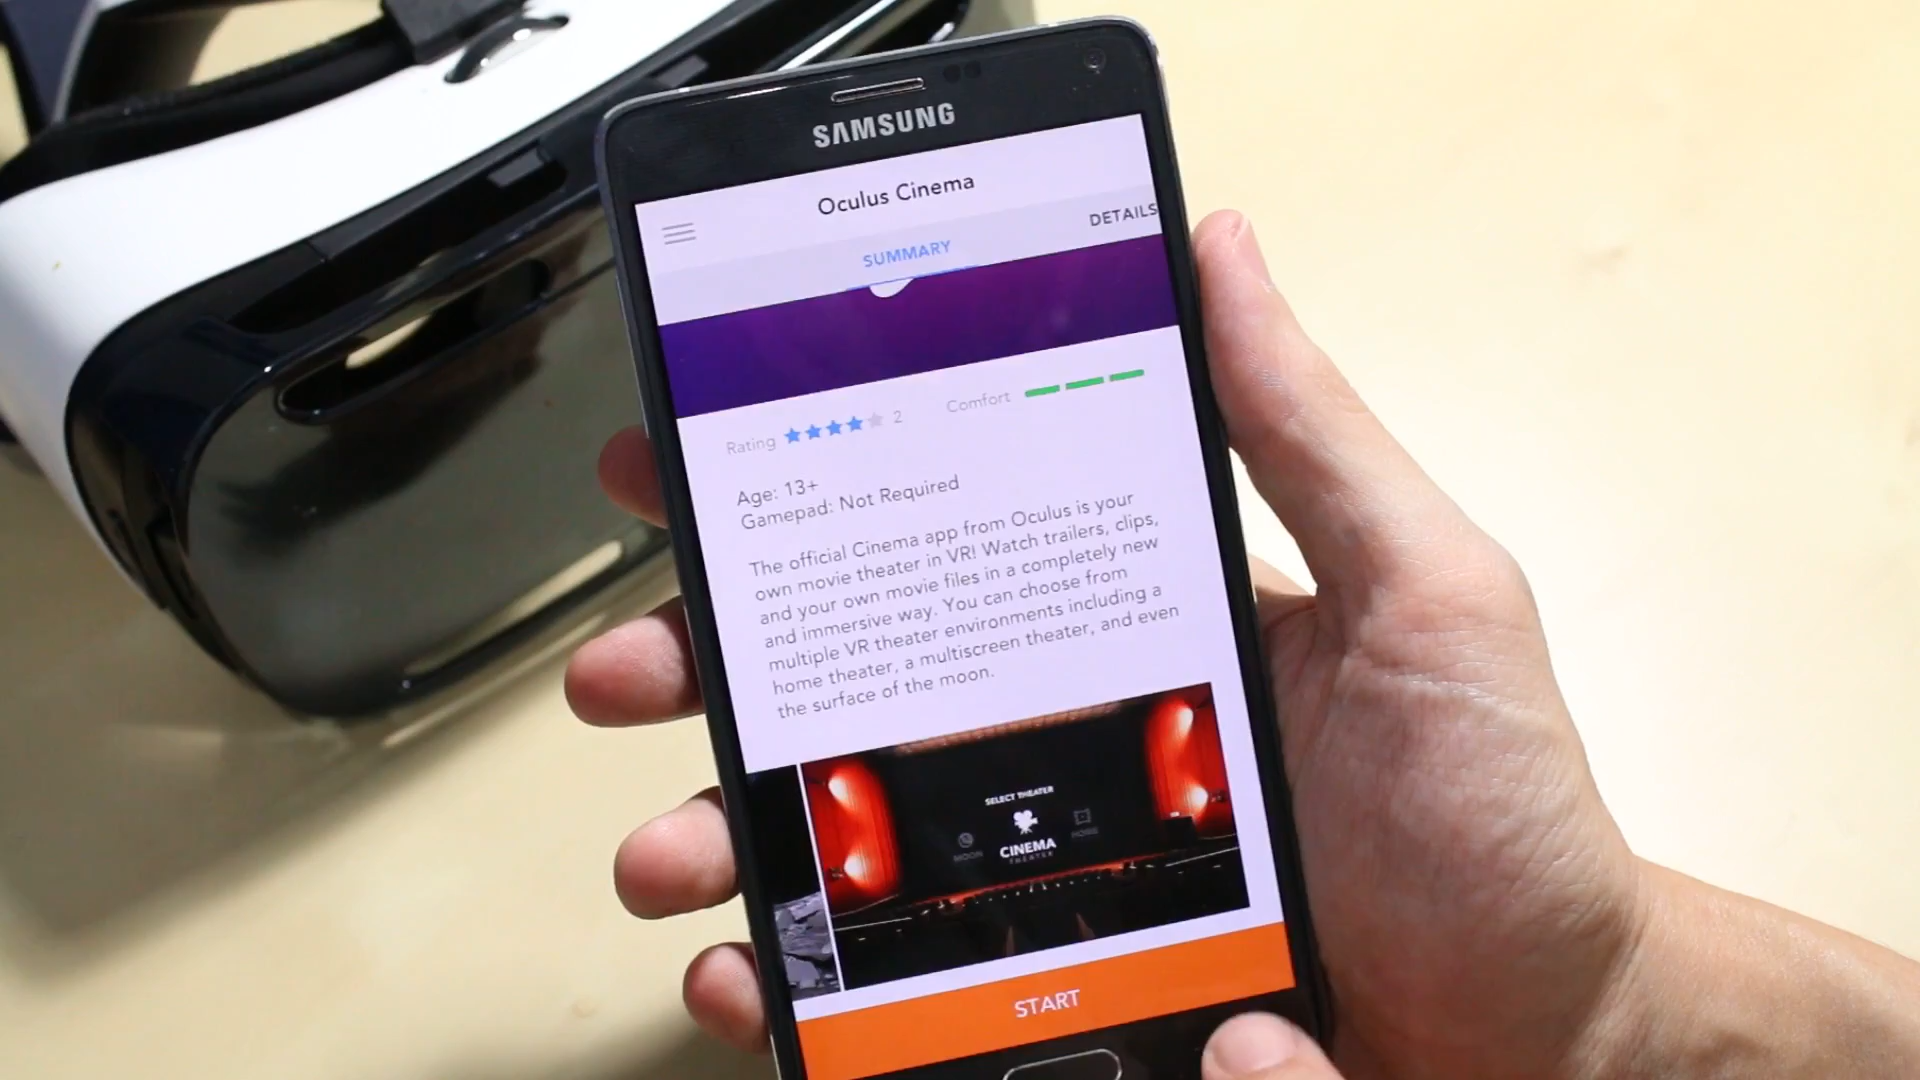 SAMSUNG
Oculus Cinema
SUMMARY
DETAILS
Rating
2
Comfort
Age: 13+
Gamepad: Not Required
The official Cinema app from Oculus is your
own movie theater in VR! Watch trailers, clips,
and your own movie files in a completely new
and immersive way. You can choose from
multiple VR theater environments including a
home theater, a multiscreen theater, and even
the surface of the moon.
SELECT THEATER
MOON
CINEMA
THEATER
HOME
START